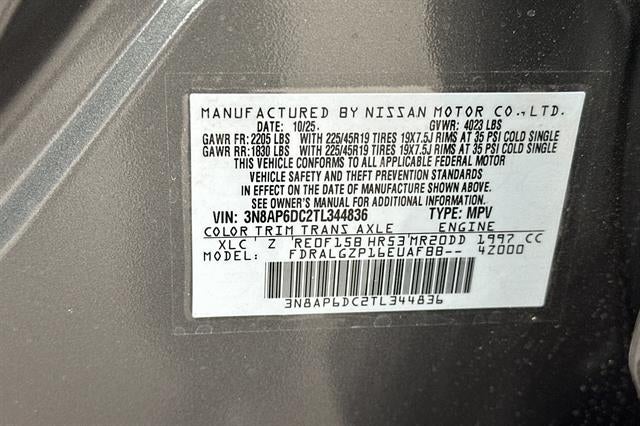 MANUFACTURED BY NISSAN MOTOR CO., LTD.
DATE: 10/25. GVWR: 4023 LBS
GAWR FR: 2205 LBS WITH 225/45R19 TIRES 19X7.5J RIMS AT 35 PSI COLD SINGLE
GAWR RR: 1830 LBS WITH 225/45R19 TIRES 19X7.5J RIMS AT 35 PSI COLD SINGLE
THIS VEHICLE CONFORMS TO ALL APPLICABLE FEDERAL MOTOR
VEHICLE SAFETY AND THEFT PREVENTION STANDARDS
IN EFFECT ON THE DATE OF MANUFACTURE SHOWN ABOVE.
SEE OWNER'S MANUAL FOR ADDITIONAL INFORMATION.
VIN: 3N8AP6DC2TL344836 TYPE: MPV
COLOR TRIM TRANS AXLE ENGINE
XLC Z RE0F15B HR53 MR20DD 1997 CC
MODEL: FDRALGZP16EUAFBB-- 42000
3N8AP6DC2TL344836